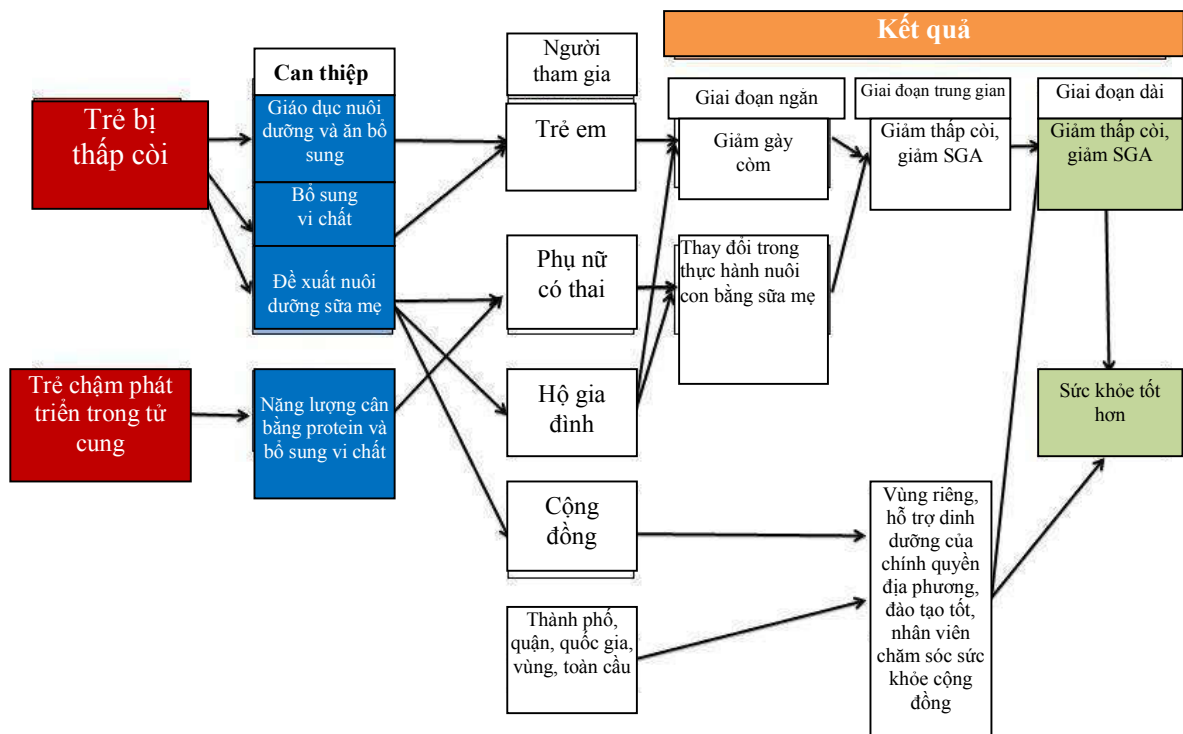 Kết quả
Can thiệp
Người
tham gia
Giai đoạn ngắn
Giai đoạn trung gian
Giai đoạn dài
Trẻ bị
thấp còi
Giáo dục nuôi
dưỡng và ăn bổ
sung
Bổ sung
vi chất
Đề xuất nuôi
dưỡng sữa mẹ
Trẻ em
Giảm gày
còm
Giảm thấp còi,
giảm SGA
Giảm thấp còi,
giảm SGA
Phụ nữ
có thai
Thay đổi trong
thực hành nuôi
con bằng sữa mẹ
Trẻ chậm phát
triển trong tử
cung
Năng lượng cân
bằng protein và
bổ sung vi chất
Hộ gia
đình
Sức khỏe tốt
hơn
Cộng
đồng
Vùng riêng,
hỗ trợ dinh
dưỡng của
chính quyền
địa phương,
đào tạo tốt,
nhân viên
chăm sóc sức
khỏe cộng
đồng
Thành phố,
quận, quốc gia,
vùng, toàn cầu